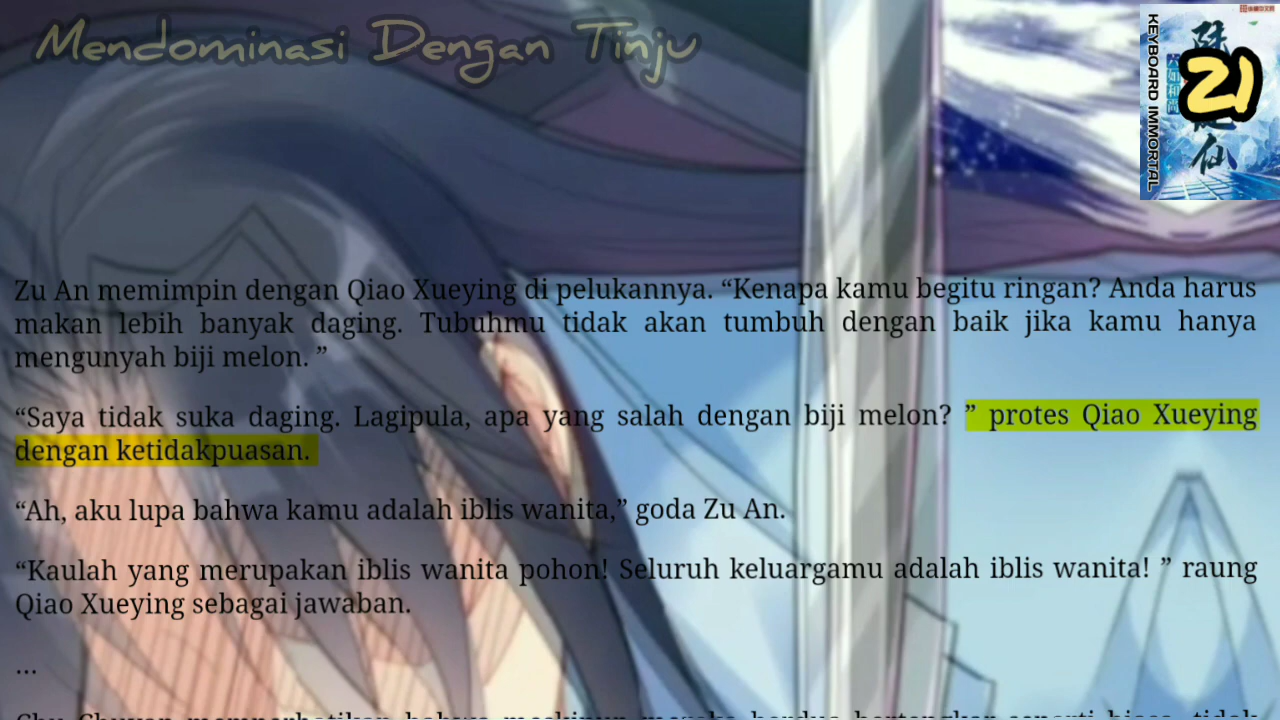 Mendominasi Dengan Tinju
KEYBOARD IMMORTAL
21
Zu An memimpin dengan Qiao Xueying di pelukannya. “Kenapa kamu begitu ringan? Anda harus
makan lebih banyak daging. Tubuhmu tidak akan tumbuh dengan baik jika kamu hanya
mengunyah biji melon. ”
“Saya tidak suka daging. Lagipula, apa yang salah dengan biji melon? ” protes Qiao Xueying
dengan ketidakpuasan.
“Ah, aku lupa bahwa kamu adalah iblis wanita,” goda Zu An.
“Kaulah yang merupakan iblis wanita pohon! Seluruh keluargamu adalah iblis wanita! ” raung
Qiao Xueying sebagai jawaban.
...